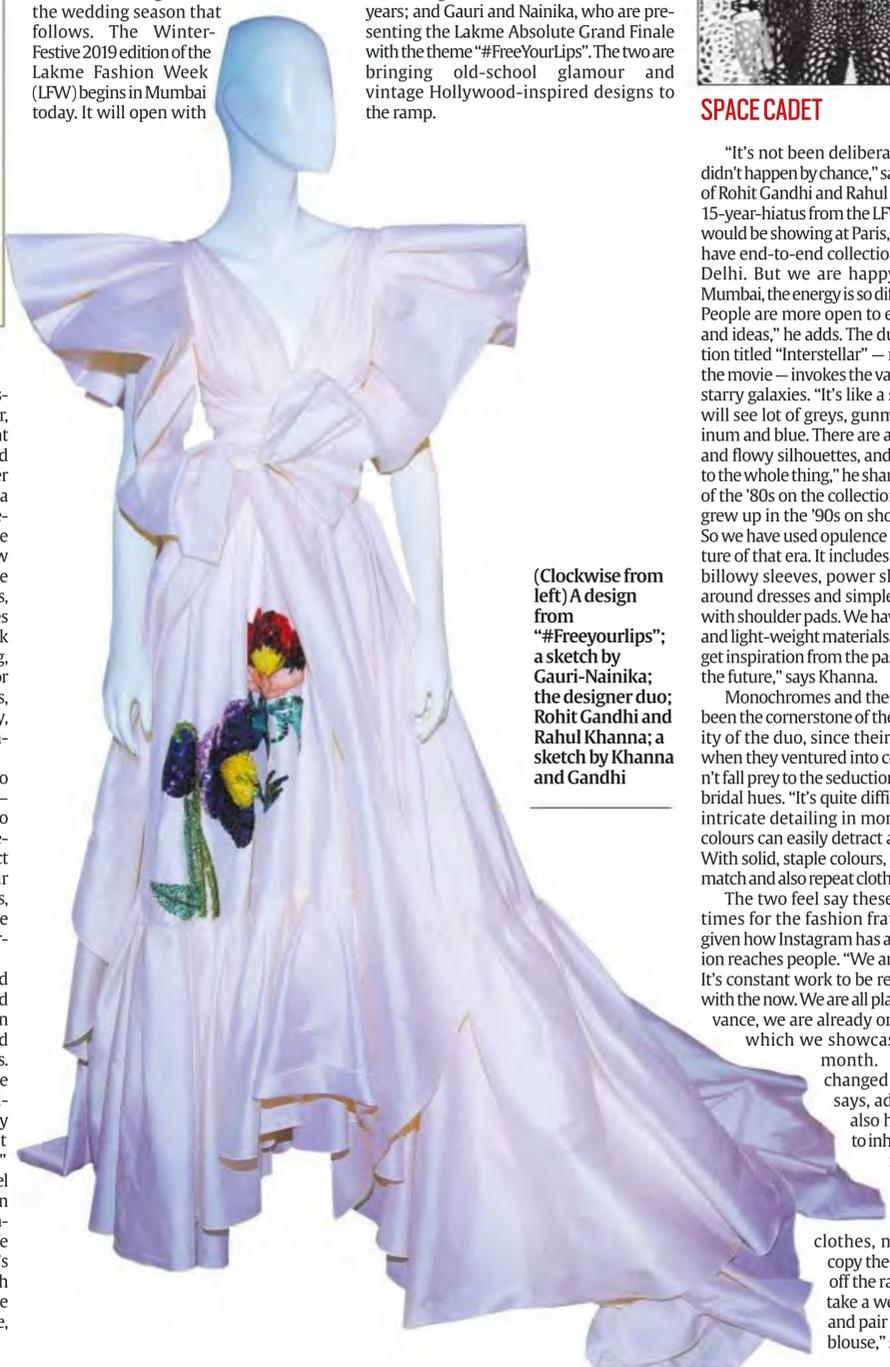 the wedding season that
follows. The Winter-
Festive 2019 edition of the
Lakme Fashion Week
(LFW) begins in Mumbai
today. It will open with
years; and Gauri and Nainika, who are pre-
senting the Lakme Absolute Grand Finale
with the theme “#FreeYourLips”. The two are
bringing old-school glamour and
vintage Hollywood-inspired designs to
the ramp.
(Clockwise from
left) A design
from
“#Freeyourlips”;
a sketch by
Gauri-Nainika;
the designer duo;
Rohit Gandhi and
Rahul Khanna; a
sketch by Khanna
and Gandhi
SPACE CADET
“It’s not been delibera
didn't happen by chance,” sa
of Rohit Gandhi and Rahul
15-year-hiatus from the LF
would be showing at Paris,
have end-to-end collectio
Delhi. But we are happy
Mumbai, the energy is so dif
People are more open to e
and ideas,” he adds. The du
tion titled “Interstellar” —
the movie — invokes the va
starry galaxies. “It’s like a s
will see lot of greys, gunm
inum and blue. There are a
and flowy silhouettes, and
to the whole thing,” he shar
of the ’80s on the collection
grew up in the ’90s on sho
So we have used opulence
ture of that era. It includes
billowy sleeves, power sl
around dresses and simple
with shoulder pads. We hav
and light-weight materials.
get inspiration from the pas
the future,” says Khanna.
Monochromes and the
been the cornerstone of the
ity of the duo, since their
when they ventured into c
n’t fall prey to the seduction
bridal hues. “It’s quite diffi
intricate detailing in mon
colours can easily detract a
With solid, staple colours,
match and also repeat cloth
The two feel say these
times for the fashion frat
given how Instagram has a
ion reaches people. “We ar
It’s constant work to be re
with the now. We are all pla
vance, we are already on
which we showcas
month.
changed
says, ad
also h
to inh
clothes, n
copy the
off the ra
take a we
and pair
blouse,” s